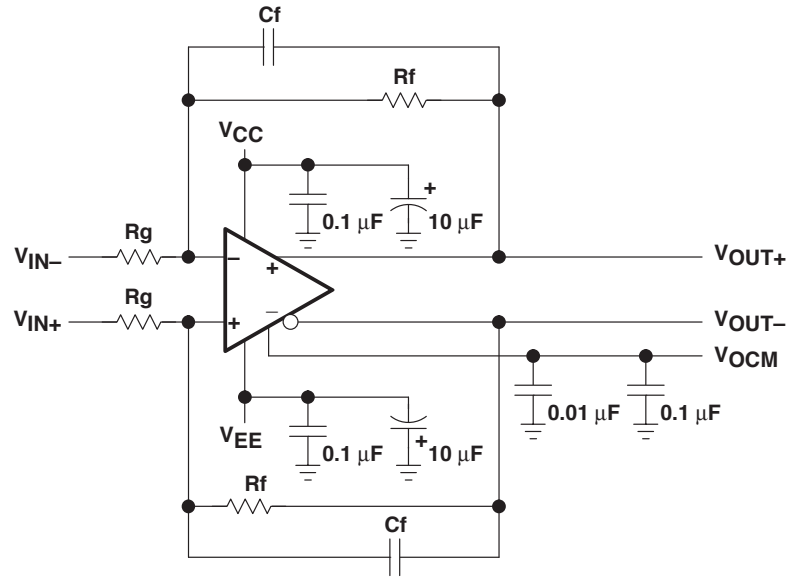 Cf
Rf
VCC
+
0.1 μF 10 μF
Rg
VIN–
– +
VOUT+
Rg
VIN+
+ –
VOUT–
VOCM
0.01 μF 0.1 μF
VEE
0.1 μF + 10 μF
Rf
Cf